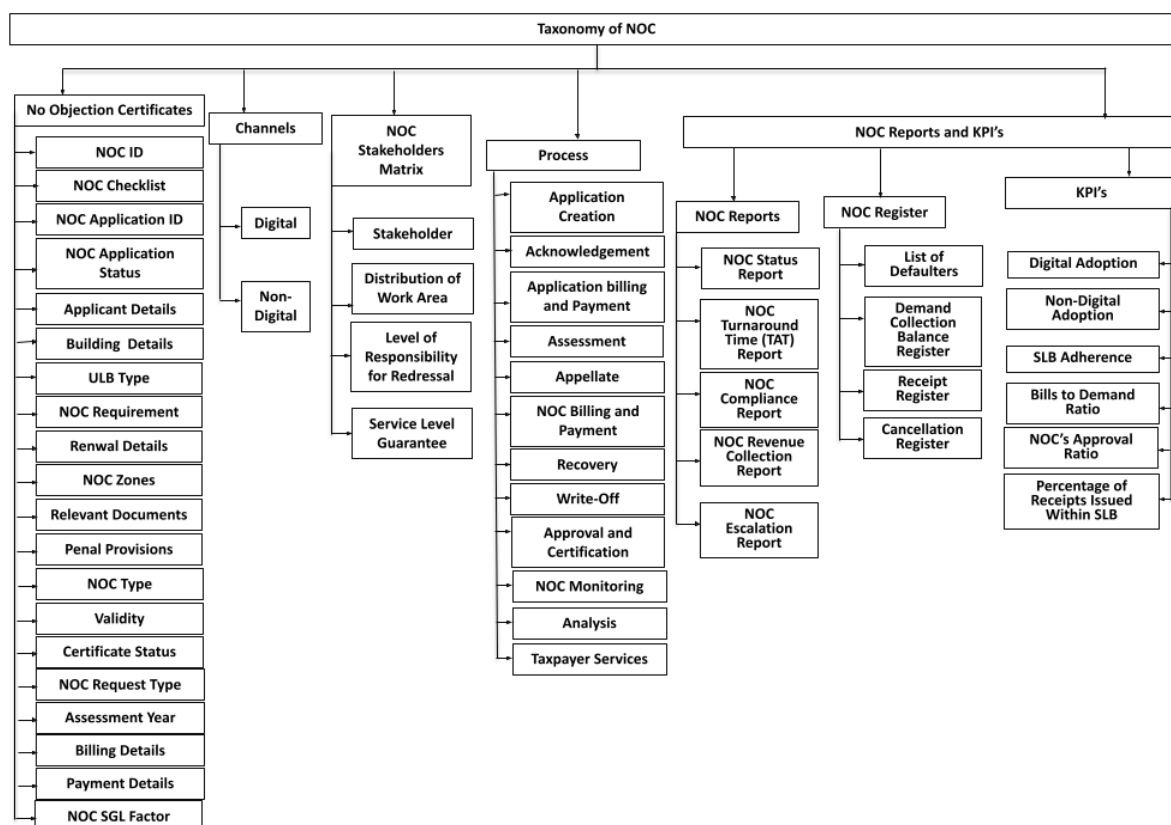 Taxonomy of NOC
No Objection Certificates
NOC ID
NOC Checklist
NOC Application ID
NOC Application
Status
Applicant Details
Building Details
ULB Type
NOC Requirement
Renwal Details
NOC Zones
Relevant Documents
Penal Provisions
NOC Type
Validity
Certificate Status
NOC Request Type
Assessment Year
Billing Details
Payment Details
NOC SGL Factor
Channels
Digital
Non-
Digital
NOC
Stakeholders
Matrix
Stakeholder
Distribution of
Work Area
Level of
Responsibility
for Redressal
Service Level
Guarantee
Process
Application
Creation
Acknowledgement
Application billing
and Payment
Assessment
Appellate
NOC Billing and
Payment
Recovery
Write-Off
Approval and
Certification
NOC Monitoring
Analysis
Taxpayer Services
NOC Reports and KPI's
NOC Reports
NOC Status
Report
NOC
Turnaround
Time (TAT)
Report
NOC
Compliance
Report
NOC Revenue
Collection
Report
NOC
Escalation
Report
NOC Register
List of
Defaulters
Demand
Collection
Balance
Register
Receipt
Register
Cancellation
Register
KPI's
Digital Adoption
Non-Digital
Adoption
SLB Adherence
Bills to Demand
Ratio
NOC's Approval
Ratio
Percentage of
Receipts Issued
Within SLB